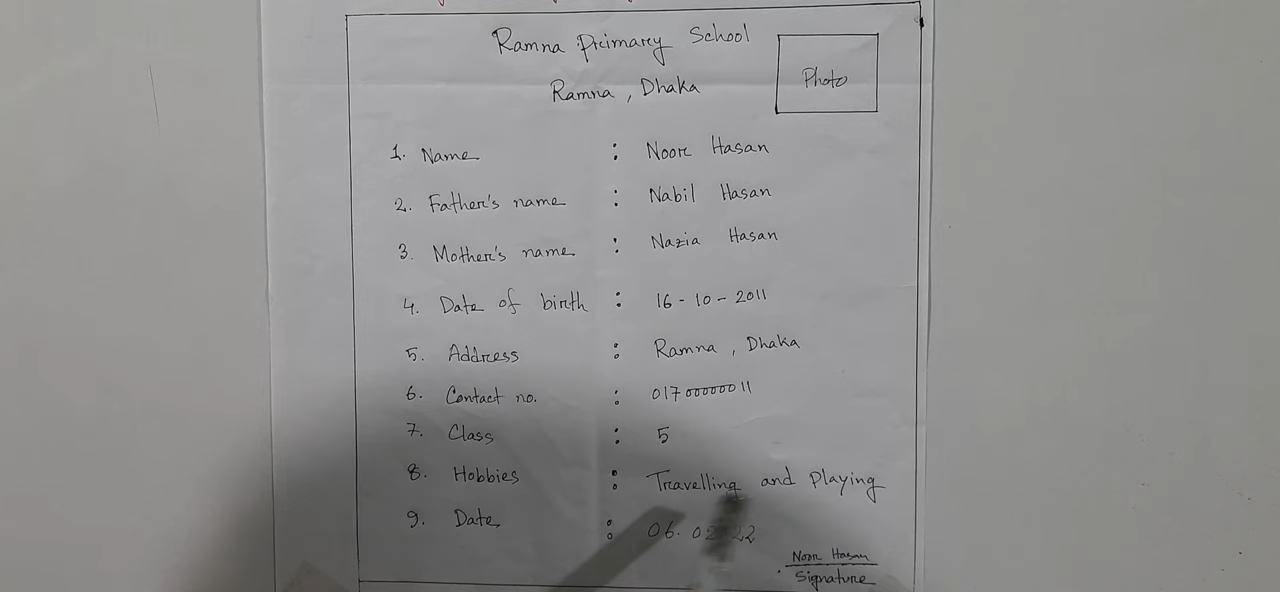 Ramna Primary School
Ramna, Dhaka
Photo
1. Name : Noor Hasan
2. Father's name : Nabil Hasan
3. Mother's name : Nazia Hasan
4. Date of birth : 16-10-2011
5. Address : Ramna, Dhaka
6. Contact no. : 01700000011
7. Class : 5
8. Hobbies : Travelling and Playing
9. Date :
Noor Hasan
Signature